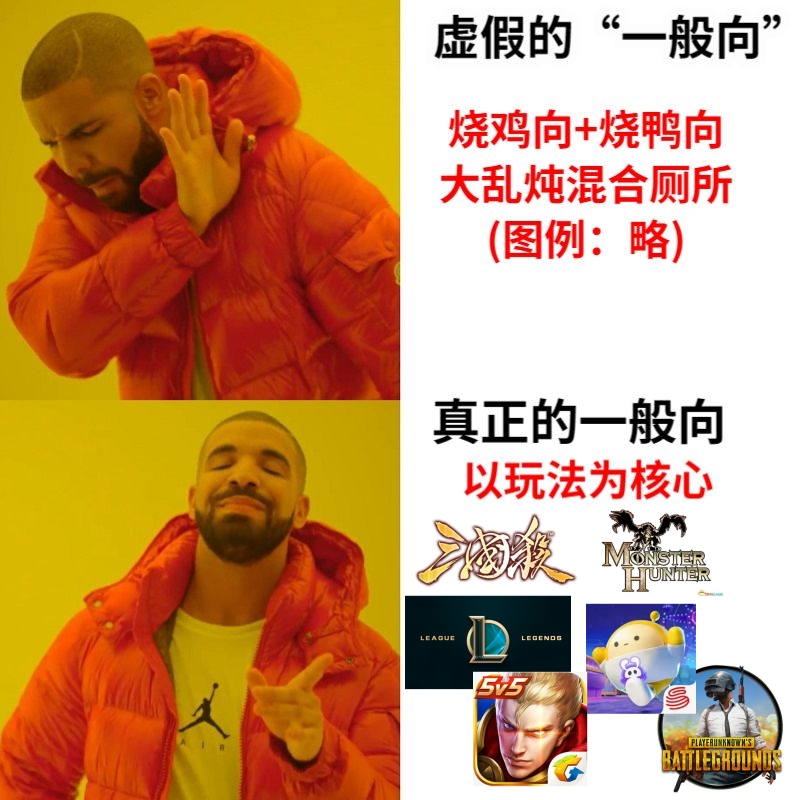 虚假的“一般向”
烧鸡向+烧鸭向
大乱炖混合厕所
(图例：略)
真正的一般向
以玩法为核心
三国殺
MONSTER
HUNTER
LEAGUE
L
LEGENDS
5v5
PLAYERUNKNOWN'S
BATTLEGROUNDS
AIR